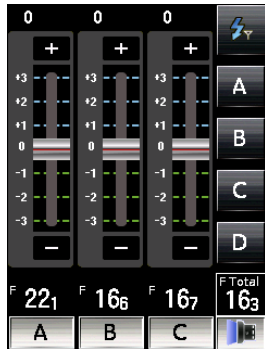 0 0 0
+ + +
+3 +3 +3 A
+2 +2 +2
+1 +1 +1 B
0 0 0
-1 -1 -1
-2 -2 -2 C
-3 -3 -3
− − − D
F 22₁ F 16₆ F 16₇ F Total 16₃
A B C